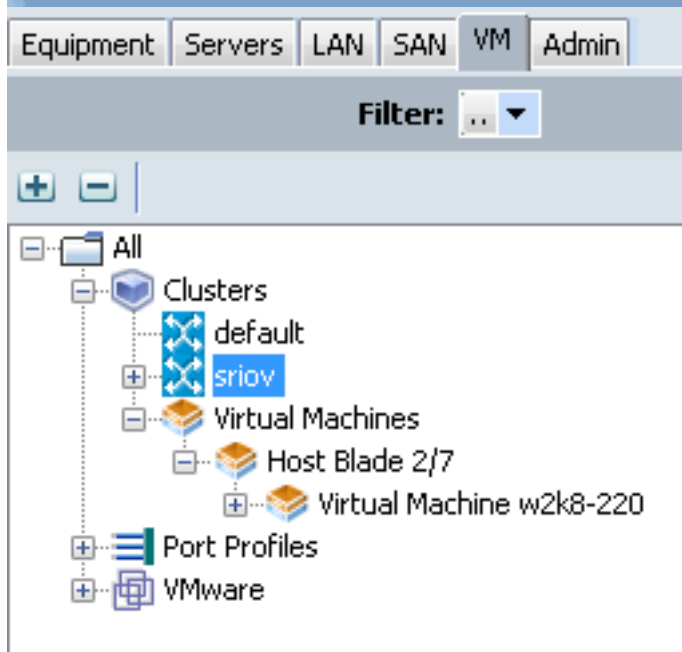 Equipment Servers LAN SAN VM Admin
Filter: ..
All
Clusters
default
sriov
Virtual Machines
Host Blade 2/7
Virtual Machine w2k8-220
Port Profiles
VMware